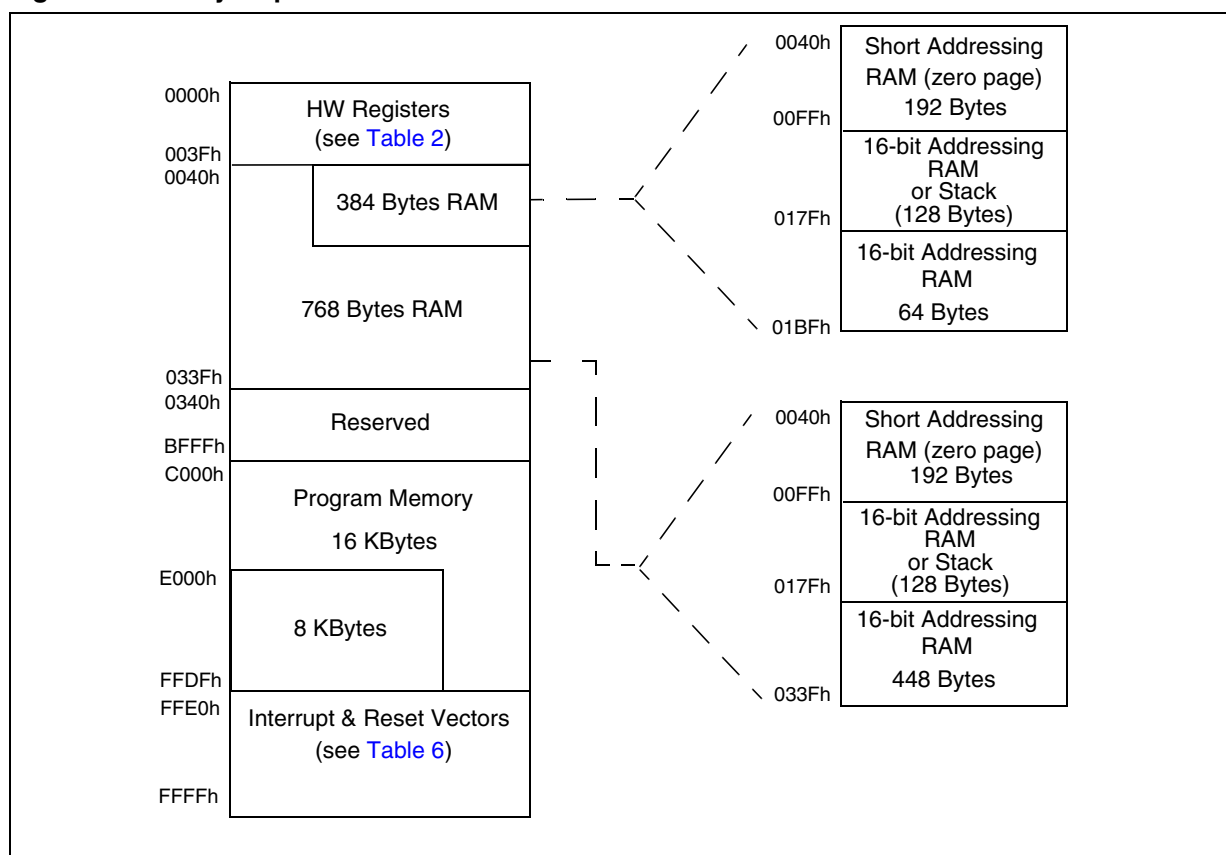 0000h
HW Registers
(see Table 2)
003Fh
0040h
384 Bytes RAM
768 Bytes RAM
033Fh
0340h
Reserved
BFFFh
C000h
Program Memory
16 KBytes
E000h
8 KBytes
FFDFh
FFE0h
Interrupt & Reset Vectors
(see Table 6)
FFFFh
0040h
Short Addressing
RAM (zero page)
192 Bytes
00FFh
16-bit Addressing
RAM
or Stack
(128 Bytes)
017Fh
16-bit Addressing
RAM
64 Bytes
01BFh
0040h
Short Addressing
RAM (zero page)
192 Bytes
00FFh
16-bit Addressing
RAM
or Stack
(128 Bytes)
017Fh
16-bit Addressing
RAM
448 Bytes
033Fh